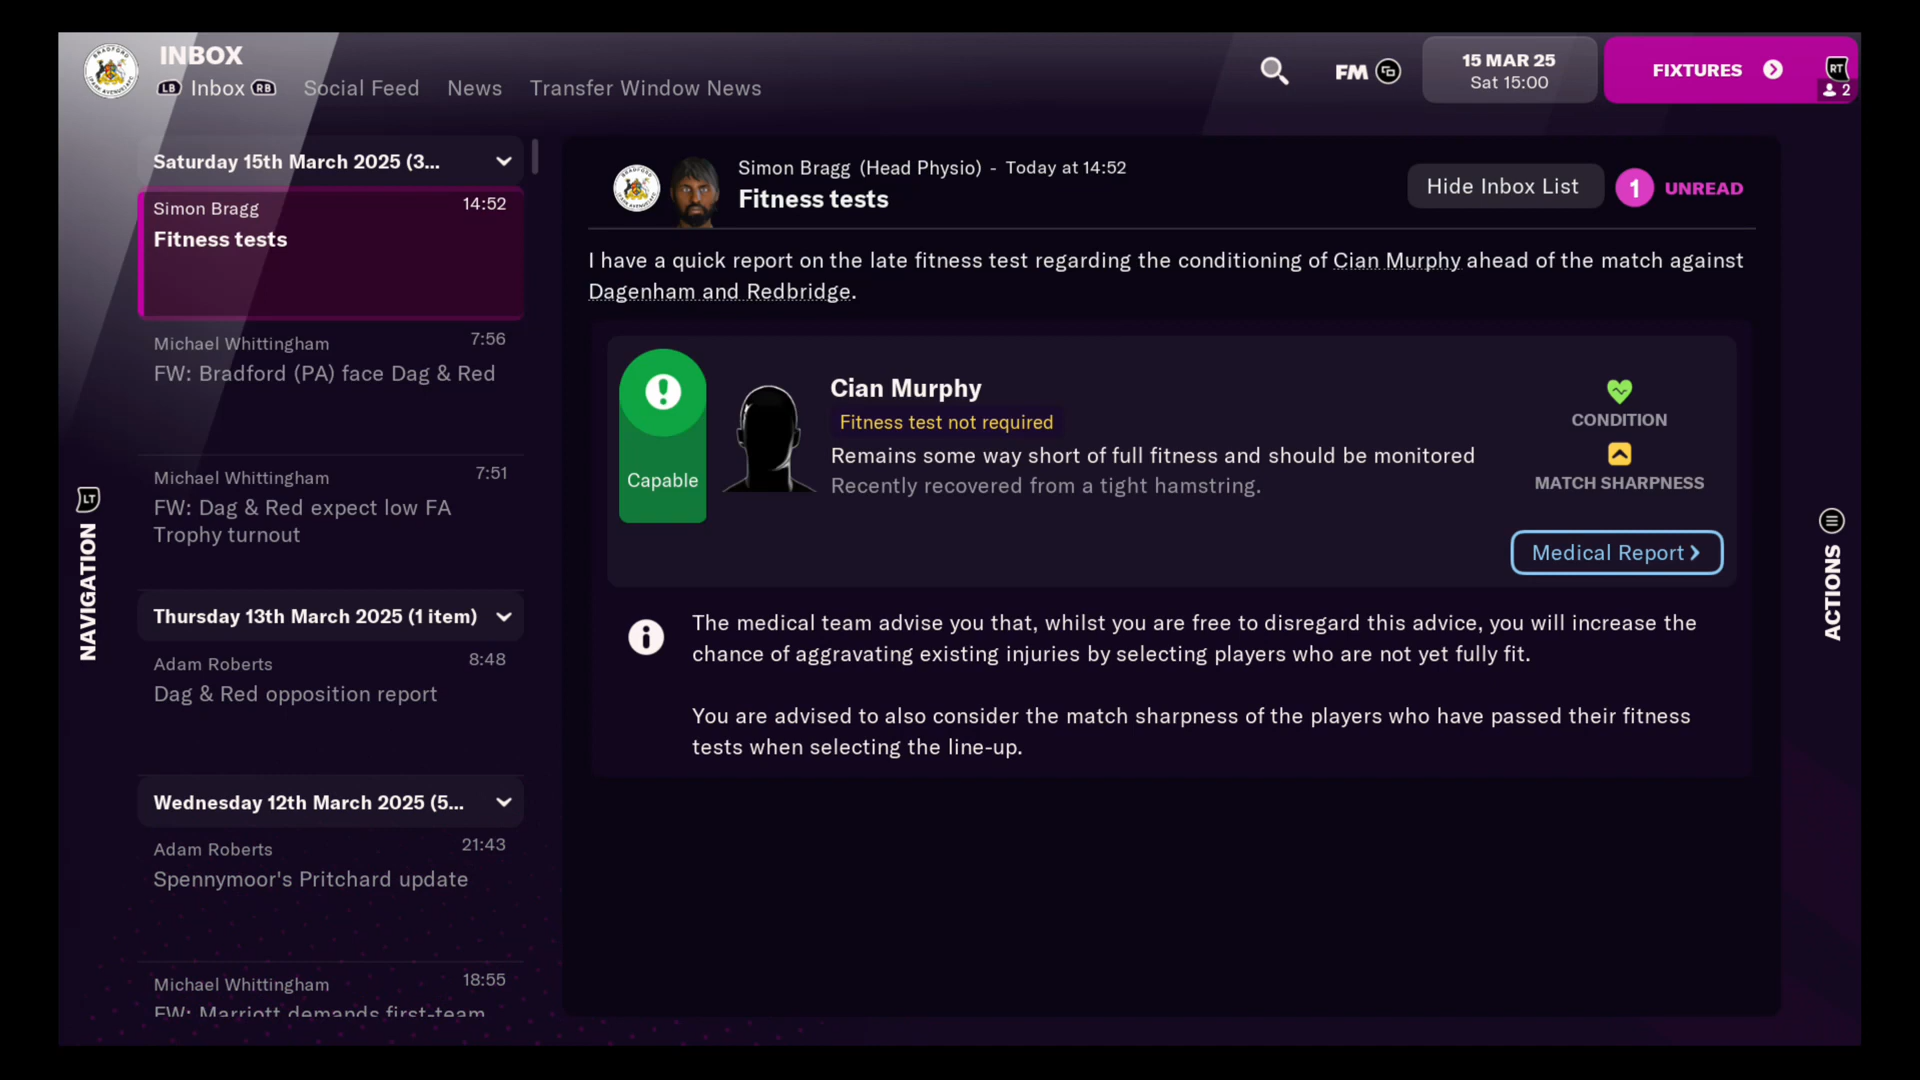 INBOX
LB Inbox RB Social Feed News Transfer Window News
FM
15 MAR 25
Sat 15:00
FIXTURES
RT
2
Saturday 15th March 2025 (3...
Simon Bragg 14:52
Fitness tests
Michael Whittingham 7:56
FW: Bradford (PA) face Dag & Red
Michael Whittingham 7:51
FW: Dag & Red expect low FA
Trophy turnout
Thursday 13th March 2025 (1 item)
Adam Roberts 8:48
Dag & Red opposition report
Wednesday 12th March 2025 (5...
Adam Roberts 21:43
Spennymoor's Pritchard update
Michael Whittingham 18:55
FW: Marriott demands first-team
LT
NAVIGATION
Simon Bragg (Head Physio) - Today at 14:52
Fitness tests
Hide Inbox List
1 UNREAD
I have a quick report on the late fitness test regarding the conditioning of Cian Murphy ahead of the match against
Dagenham and Redbridge.
Capable
Cian Murphy
Fitness test not required
Remains some way short of full fitness and should be monitored
Recently recovered from a tight hamstring.
CONDITION
MATCH SHARPNESS
Medical Report
The medical team advise you that, whilst you are free to disregard this advice, you will increase the
chance of aggravating existing injuries by selecting players who are not yet fully fit.
You are advised to also consider the match sharpness of the players who have passed their fitness
tests when selecting the line-up.
ACTIONS